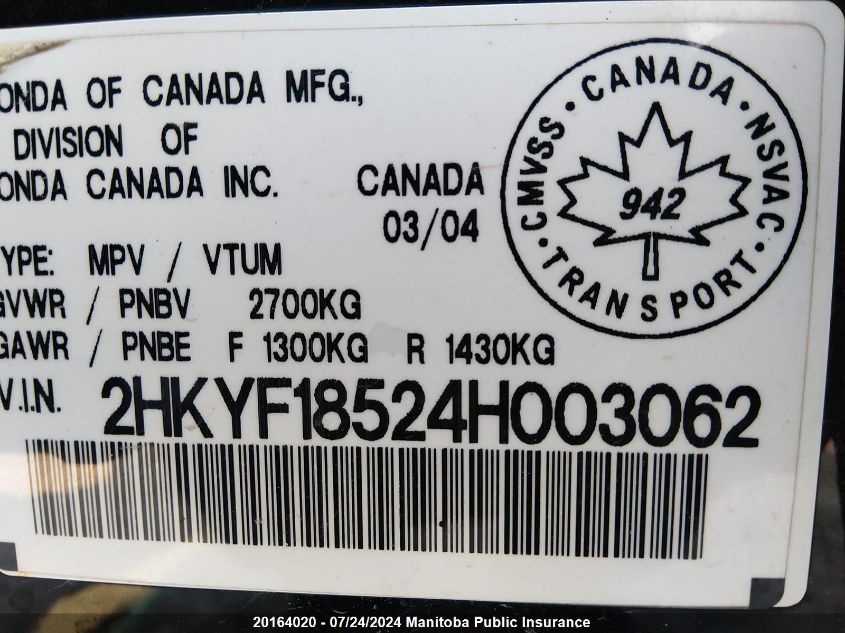 ONDA OF CANADA MFG.,
DIVISION OF
ONDA CANADA INC.
CANADA
03/04
YPE: MPV / VTUM
GVWR / PNBV 2700KG
GAWR / PNBE F 1300KG R 1430KG
V.I.N. 2HKYF18524H003062
CMVSS · CANADA · NSVAC · TRANSPORT ·
942
20164020 - 07/24/2024 Manitoba Public Insurance